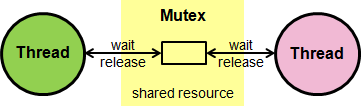 Mutex
Thread
wait
release
wait
release
Thread
shared resource